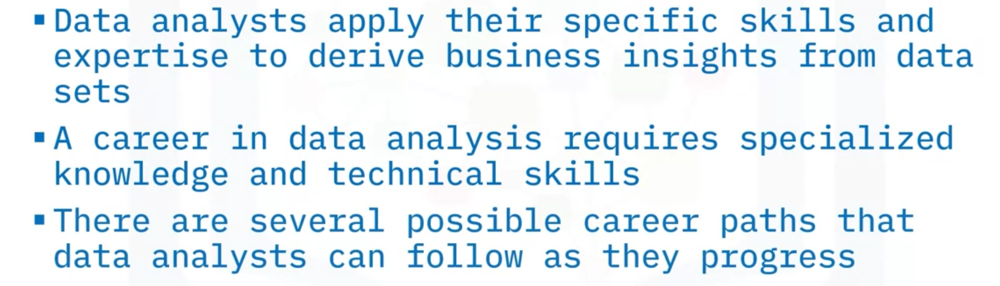 ▪ Data analysts apply their specific skills and
expertise to derive business insights from data
sets
▪ A career in data analysis requires specialized
knowledge and technical skills
▪ There are several possible career paths that
data analysts can follow as they progress